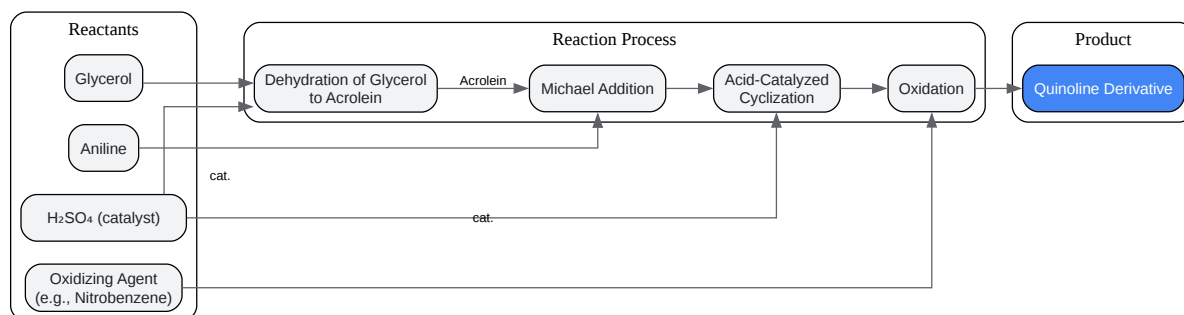 Reactants
Glycerol
Aniline
H₂SO₄ (catalyst)
Oxidizing Agent
(e.g., Nitrobenzene)
Reaction Process
Dehydration of Glycerol
to Acrolein
Acrolein
Michael Addition
Acid-Catalyzed
Cyclization
Oxidation
cat.
cat.
Product
Quinoline Derivative